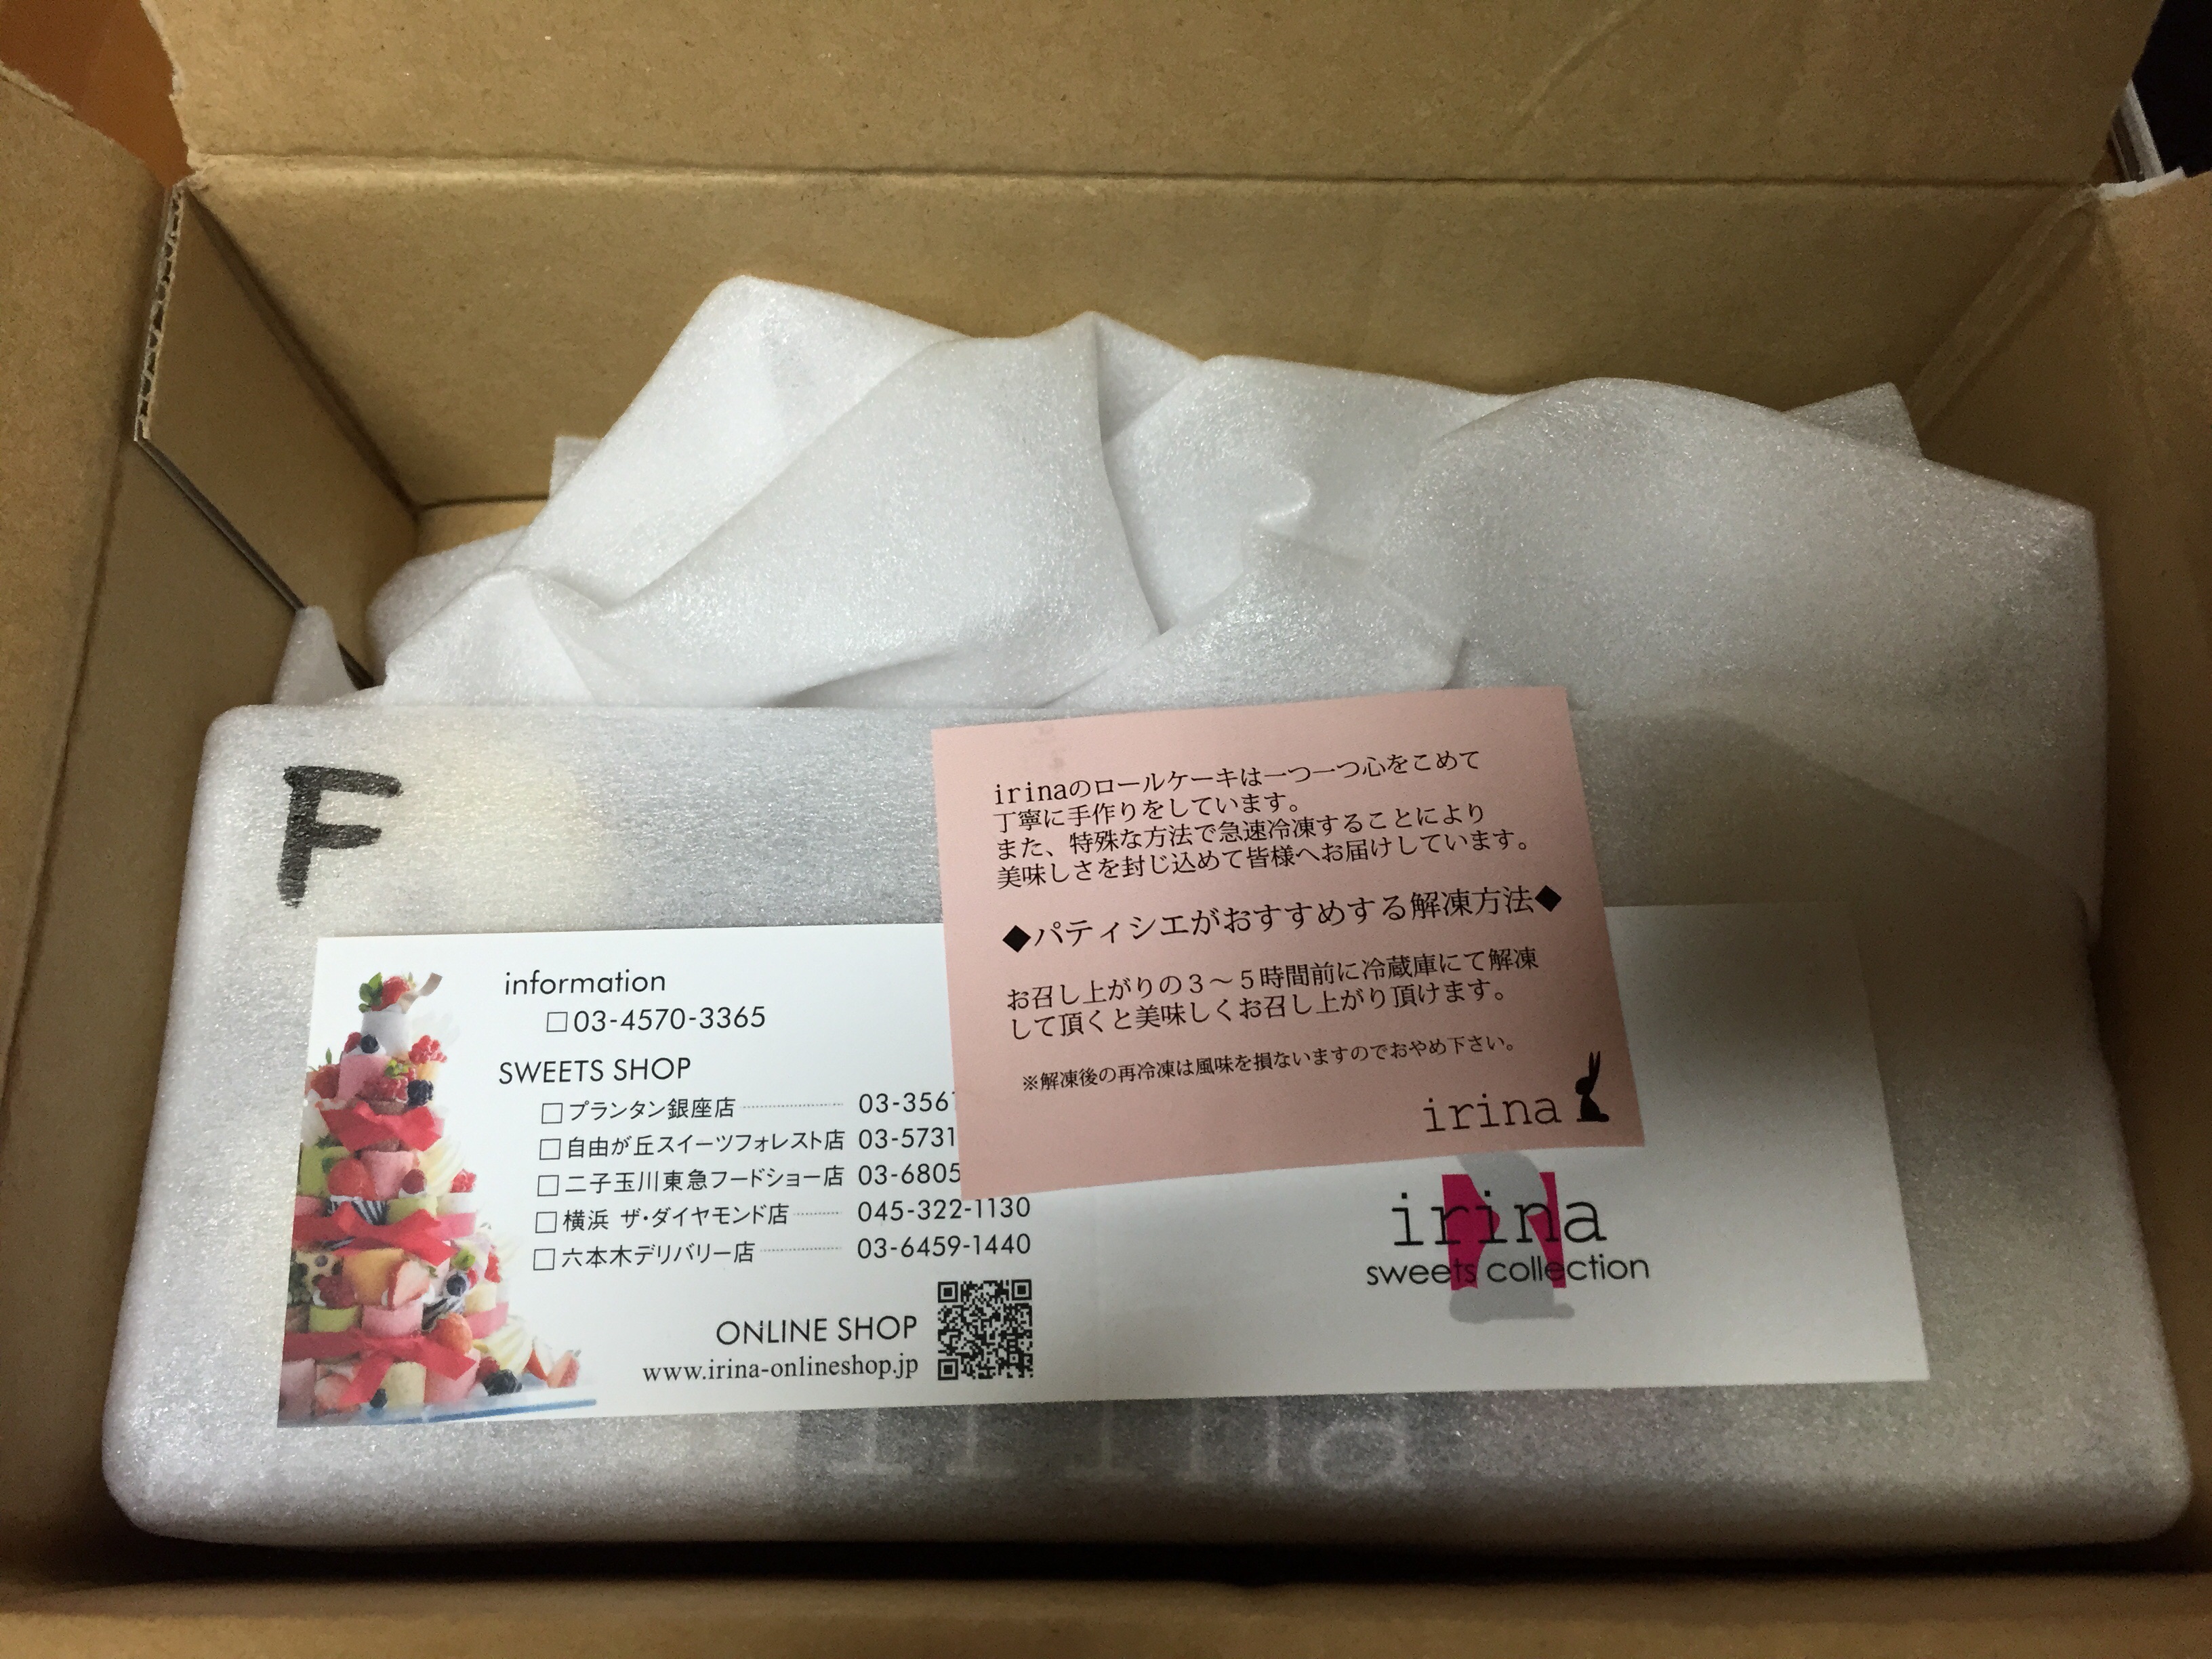 F
irinaのロールケーキは一つ一つ心をこめて
丁寧に手作りをしています。
また、特殊な方法で急速冷凍することにより
美味しさを封じ込めて皆様へお届けしています。
◆パティシエがおすすめする解凍方法◆
お召し上がりの３～５時間前に冷蔵庫にて解凍
して頂くと美味しくお召し上がり頂けます。
※解凍後の再冷凍は風味を損ないますのでおやめ下さい。
irina
information
□03-4570-3365
SWEETS SHOP
□プランタン銀座店 03-3567
□自由が丘スイーツフォレスト店 03-5731
□二子玉川東急フードショー店 03-6805
□横浜 ザ・ダイヤモンド店 045-322-1130
□六本木デリバリー店 03-6459-1440
ONLINE SHOP
www.irina-onlineshop.jp
irina
sweets collection
irina